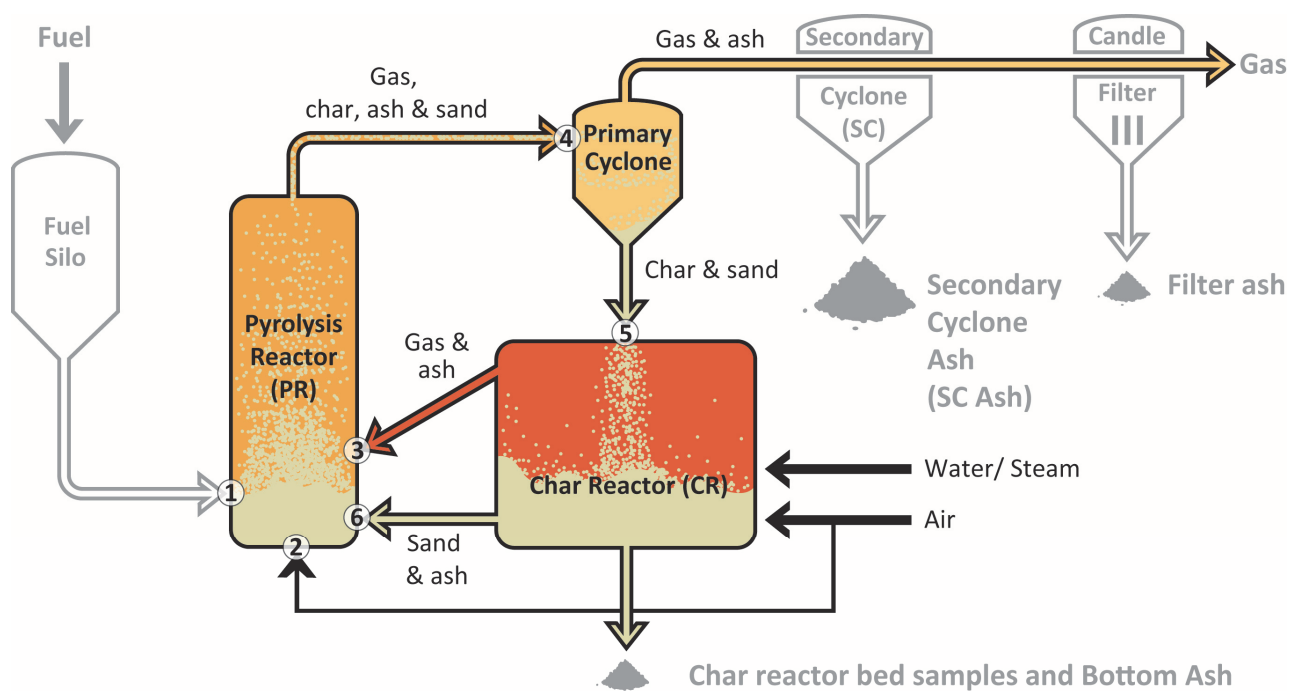 Fuel
Fuel
Silo
Pyrolysis
Reactor
(PR)
Gas,
char, ash & sand
Primary
Cyclone
Gas & ash
Secondary
Cyclone
(SC)
Candle
Filter
Gas
Char & sand
Secondary
Cyclone
Ash
(SC Ash)
Filter ash
Gas &
ash
Char Reactor (CR)
Water/ Steam
Air
Sand
& ash
1
2
3
4
5
6
Char reactor bed samples and Bottom Ash